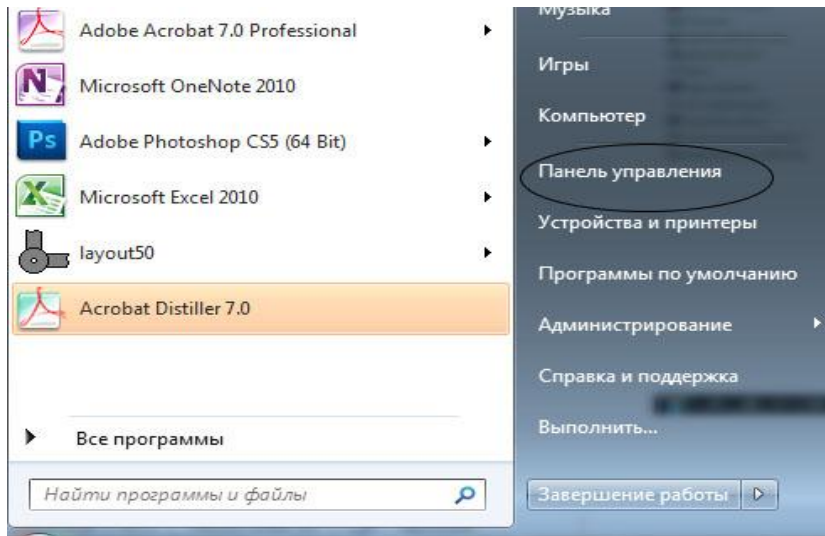 Adobe Acrobat 7.0 Professional
Microsoft OneNote 2010
Adobe Photoshop CS5 (64 Bit)
Microsoft Excel 2010
layout50
Acrobat Distiller 7.0
Все программы
Найти программы и файлы
Музыка
Игры
Компьютер
Панель управления
Устройства и принтеры
Программы по умолчанию
Администрирование
Справка и поддержка
Выполнить...
Завершение работы